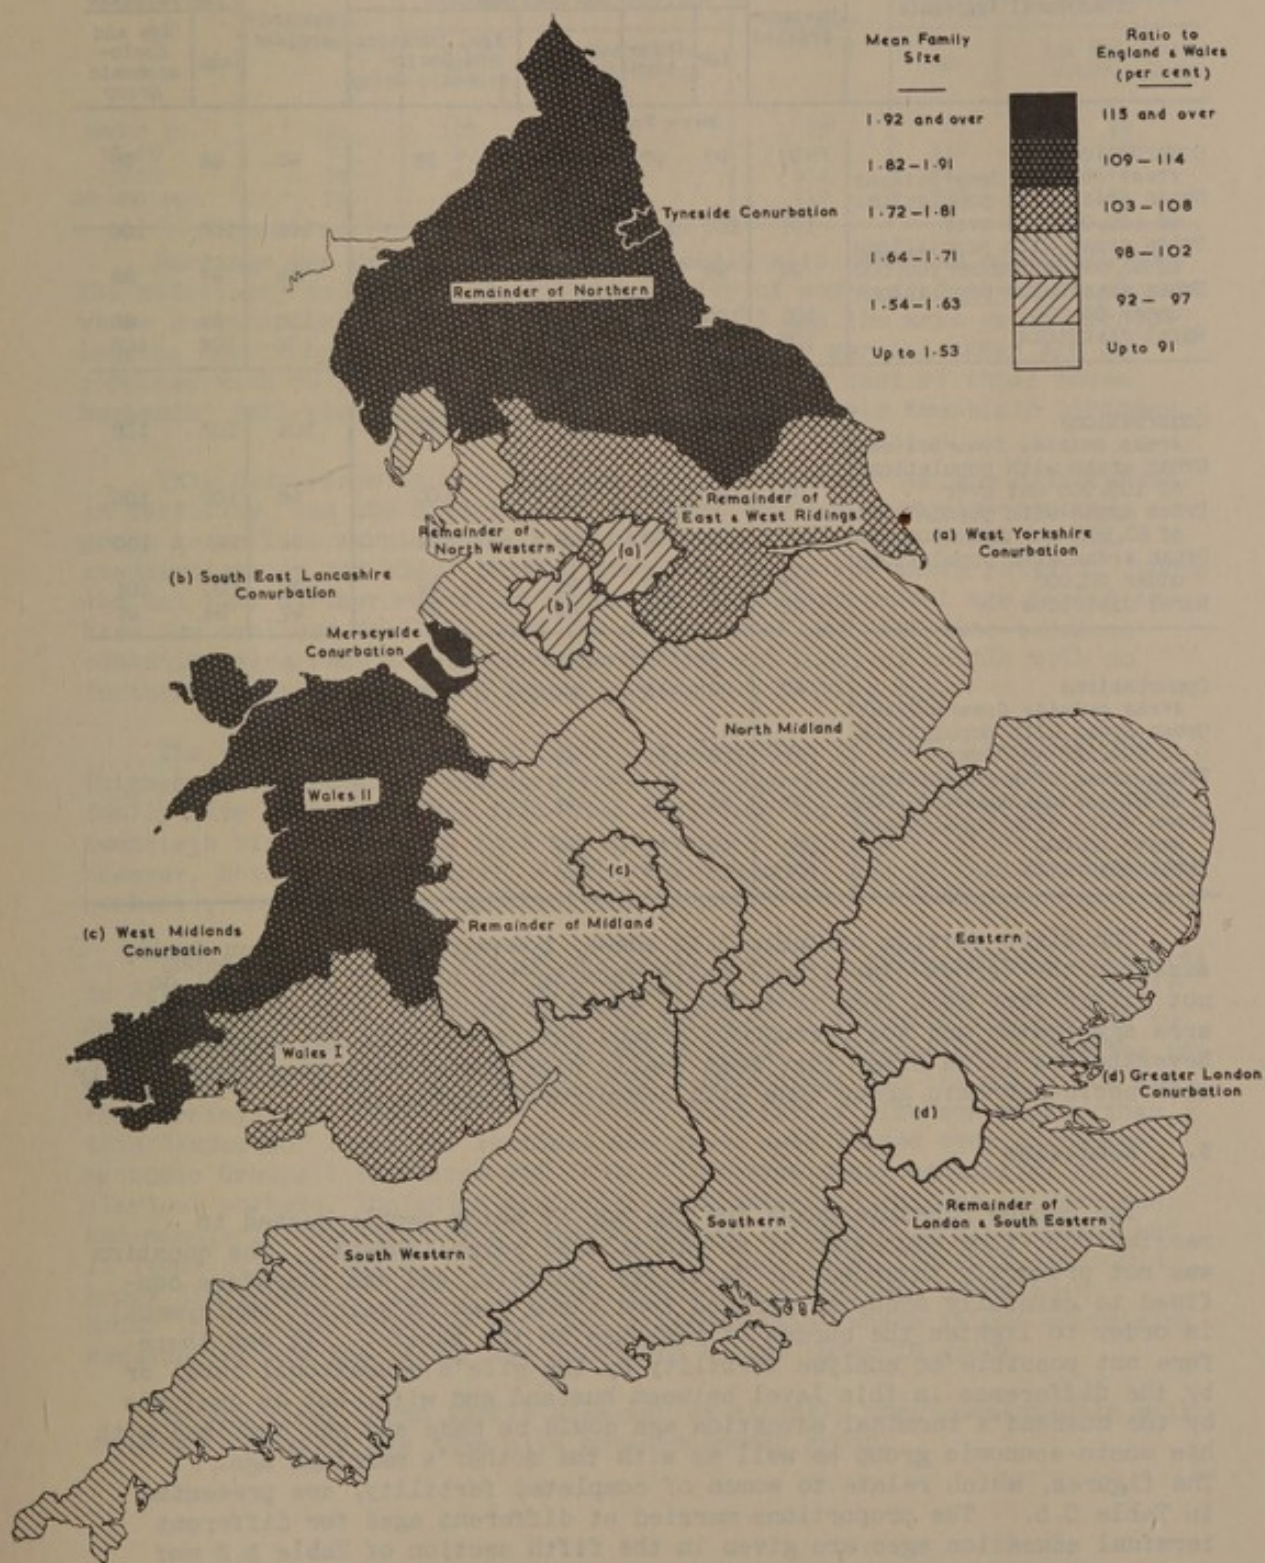 Mean Family
Size
Ratio to
England & Wales
(per cent)
1·92 and over
115 and over
1·82–1·91
109–114
1·72–1·81
103–108
1·64–1·71
98–102
1·54–1·63
92– 97
Up to 1·53
Up to 91
Tyneside Conurbation
Remainder of Northern
Remainder of
East & West Ridings
Remainder of
North Western
(a)
(a) West Yorkshire
Conurbation
(b) South East Lancashire
Conurbation
(b)
Merseyside
Conurbation
North Midland
Wales II
(c)
(c) West Midlands
Conurbation
Remainder of Midland
Eastern
Wales I
(d) Greater London
Conurbation
(d)
Remainder of
London & South Eastern
Southern
South Western